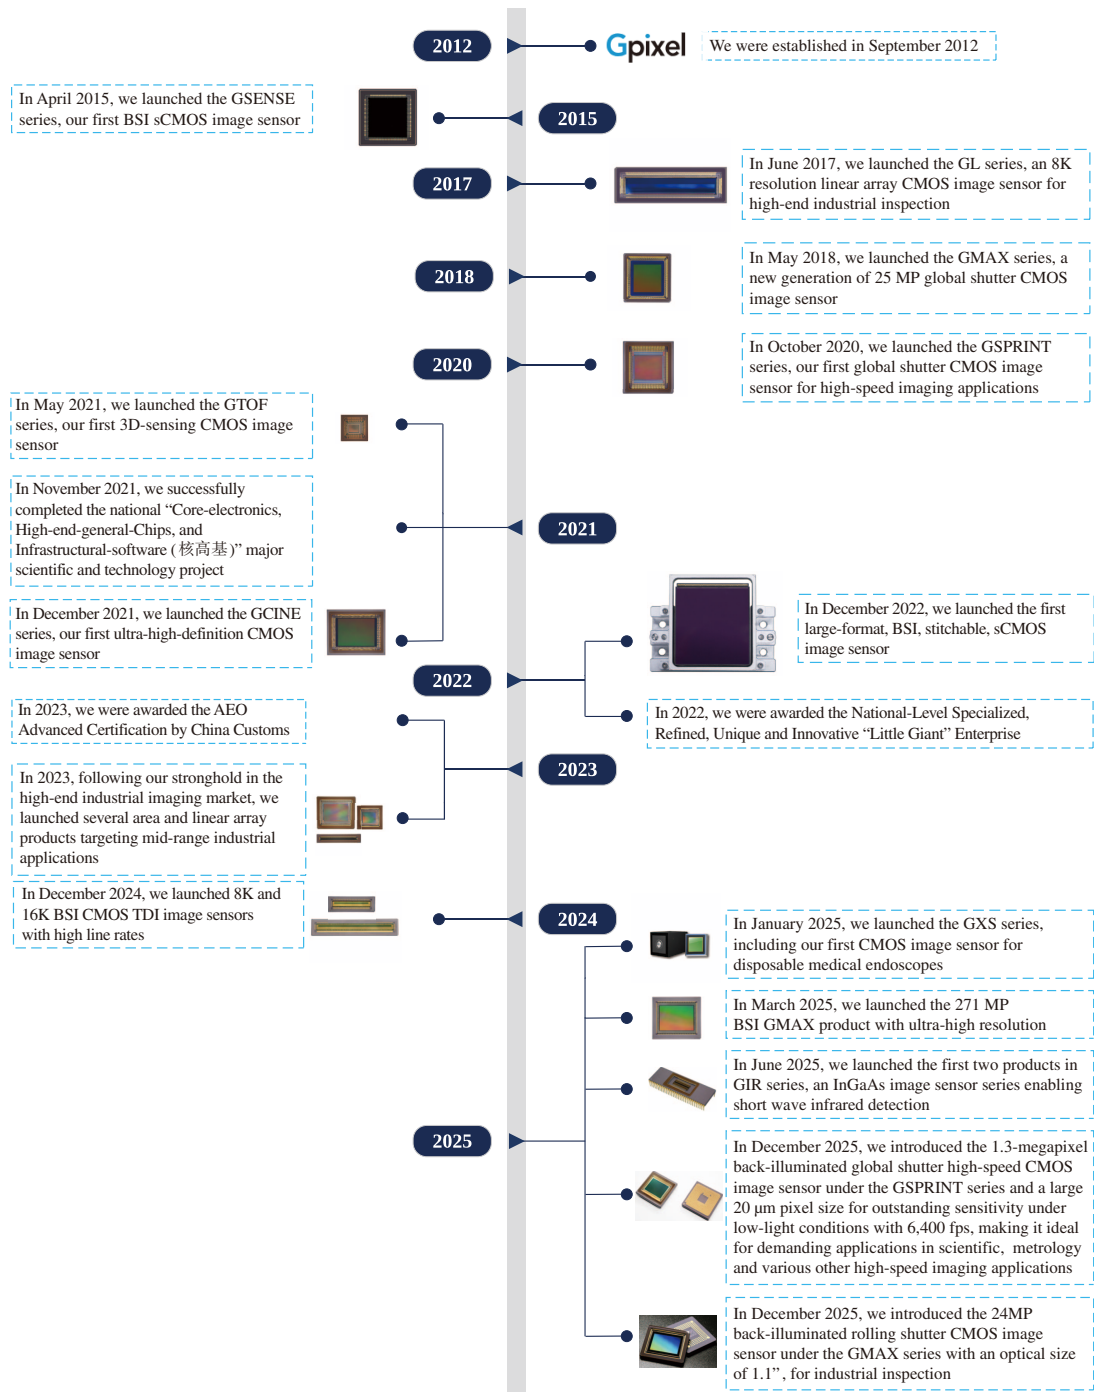 2012
Gpixel
We were established in September 2012
In April 2015, we launched the GSENSE
series, our first BSI sCMOS image sensor
2015
2017
In June 2017, we launched the GL series, an 8K
resolution linear array CMOS image sensor for
high-end industrial inspection
2018
In May 2018, we launched the GMAX series, a
new generation of 25 MP global shutter CMOS
image sensor
2020
In October 2020, we launched the GSPRINT
series, our first global shutter CMOS image
sensor for high-speed imaging applications
In May 2021, we launched the GTOF
series, our first 3D-sensing CMOS image
sensor
In November 2021, we successfully
completed the national “Core-electronics,
High-end-general-Chips, and
Infrastructural-software (核高基)” major
scientific and technology project
2021
In December 2021, we launched the GCINE
series, our first ultra-high-definition CMOS
image sensor
In December 2022, we launched the first
large-format, BSI, stitchable, sCMOS
image sensor
2022
In 2022, we were awarded the National-Level Specialized,
Refined, Unique and Innovative “Little Giant” Enterprise
In 2023, we were awarded the AEO
Advanced Certification by China Customs
2023
In 2023, following our stronghold in the
high-end industrial imaging market, we
launched several area and linear array
products targeting mid-range industrial
applications
In December 2024, we launched 8K and
16K BSI CMOS TDI image sensors
with high line rates
2024
In January 2025, we launched the GXS series,
including our first CMOS image sensor for
disposable medical endoscopes
In March 2025, we launched the 271 MP
BSI GMAX product with ultra-high resolution
In June 2025, we launched the first two products in
GIR series, an InGaAs image sensor series enabling
short wave infrared detection
2025
In December 2025, we introduced the 1.3-megapixel
back-illuminated global shutter high-speed CMOS
image sensor under the GSPRINT series and a large
20 μm pixel size for outstanding sensitivity under
low-light conditions with 6,400 fps, making it ideal
for demanding applications in scientific, metrology
and various other high-speed imaging applications
In December 2025, we introduced the 24MP
back-illuminated rolling shutter CMOS image
sensor under the GMAX series with an optical size
of 1.1”, for industrial inspection